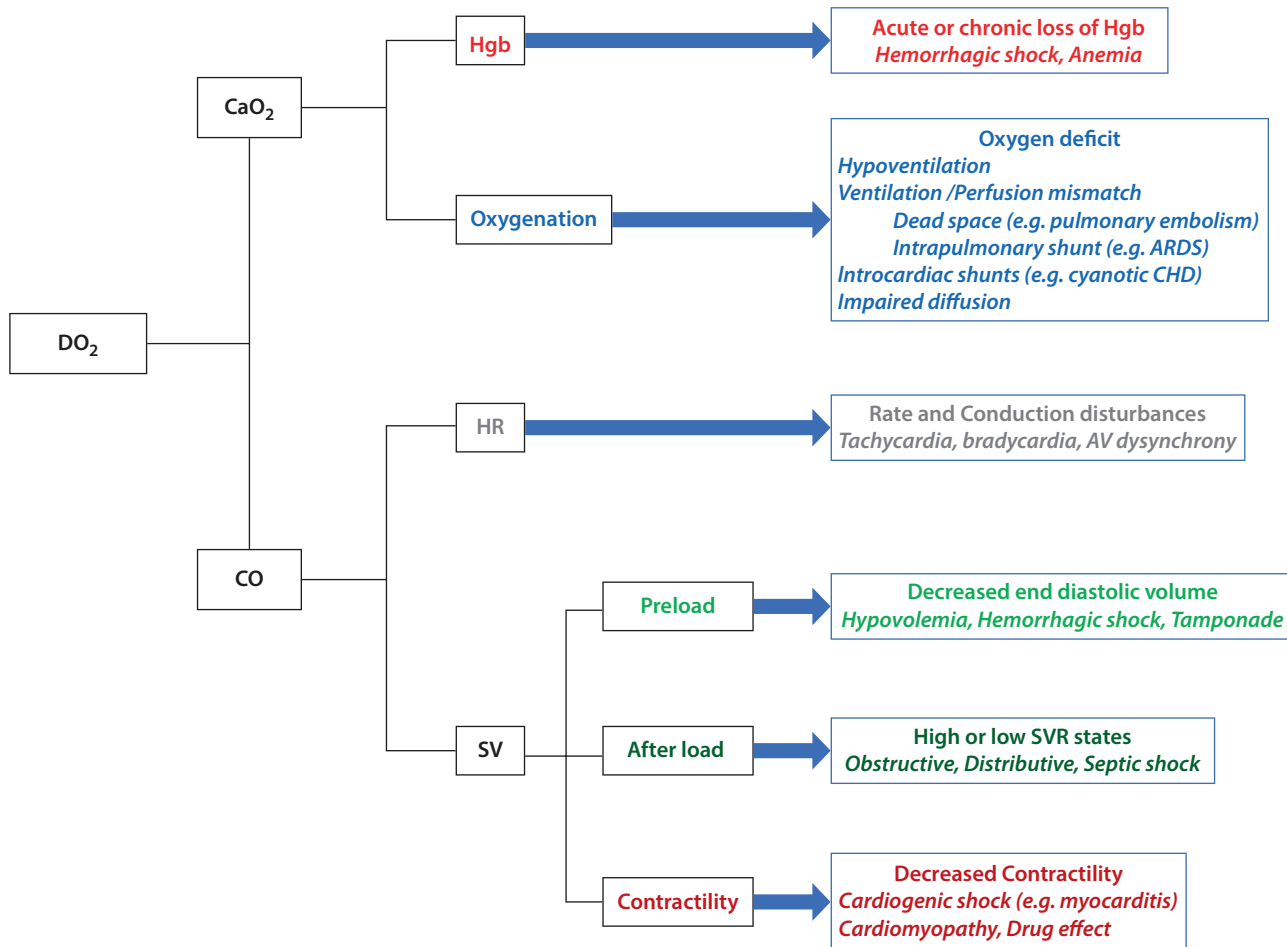 Hgb
Acute or chronic loss of Hgb
Hemorrhagic shock, Anemia
CaO₂
Oxygenation
Oxygen deficit
Hypoventilation
Ventilation /Perfusion mismatch
Dead space (e.g. pulmonary embolism)
Intrapulmonary shunt (e.g. ARDS)
Introcardiac shunts (e.g. cyanotic CHD)
Impaired diffusion
DO₂
HR
Rate and Conduction disturbances
Tachycardia, bradycardia, AV dysynchrony
CO
Preload
Decreased end diastolic volume
Hypovolemia, Hemorrhagic shock, Tamponade
SV
After load
High or low SVR states
Obstructive, Distributive, Septic shock
Contractility
Decreased Contractility
Cardiogenic shock (e.g. myocarditis)
Cardiomyopathy, Drug effect